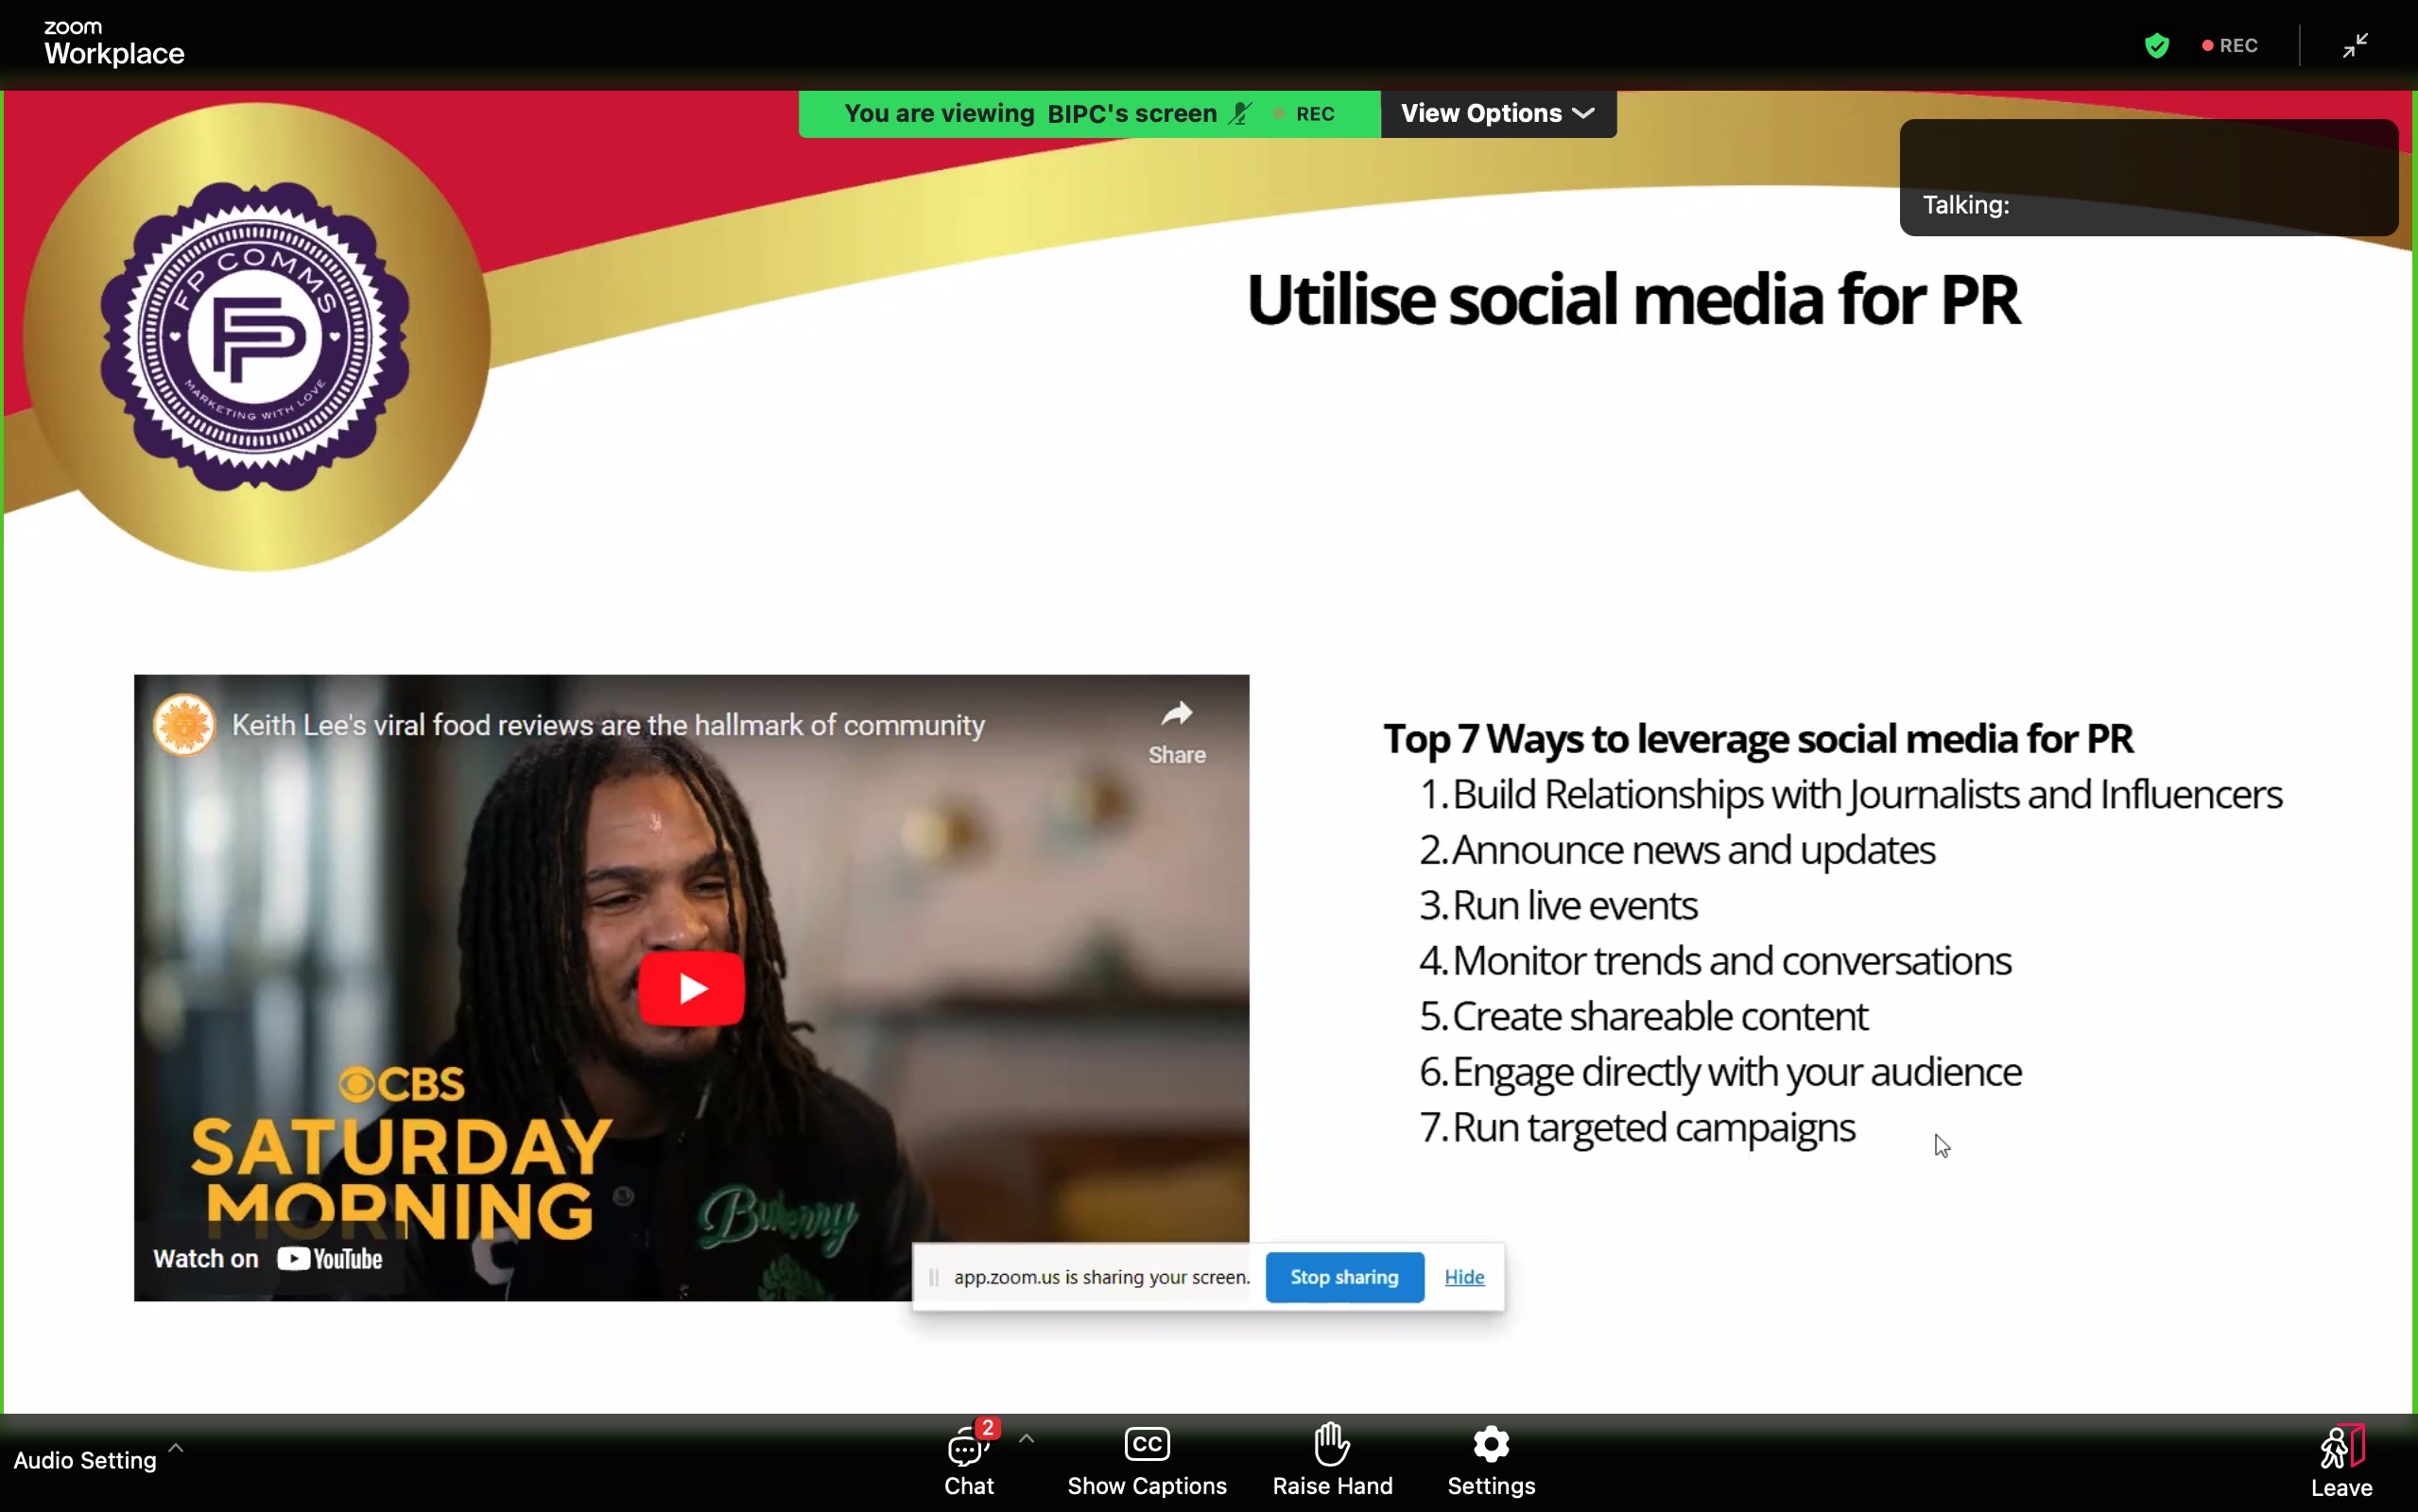 zoom
Workplace
REC
You are viewing BIPC's screen REC View Options
Talking:
FP COMMS
FP
MARKETING WITH LOVE
Utilise social media for PR
Keith Lee's viral food reviews are the hallmark of community
Share
CBS
SATURDAY
MORNING
Watch on YouTube
Top 7 Ways to leverage social media for PR
1. Build Relationships with Journalists and Influencers
2. Announce news and updates
3. Run live events
4. Monitor trends and conversations
5. Create shareable content
6. Engage directly with your audience
7. Run targeted campaigns
app.zoom.us is sharing your screen. Stop sharing Hide
Audio Setting
2
Chat
CC
Show Captions
Raise Hand
Settings
Leave